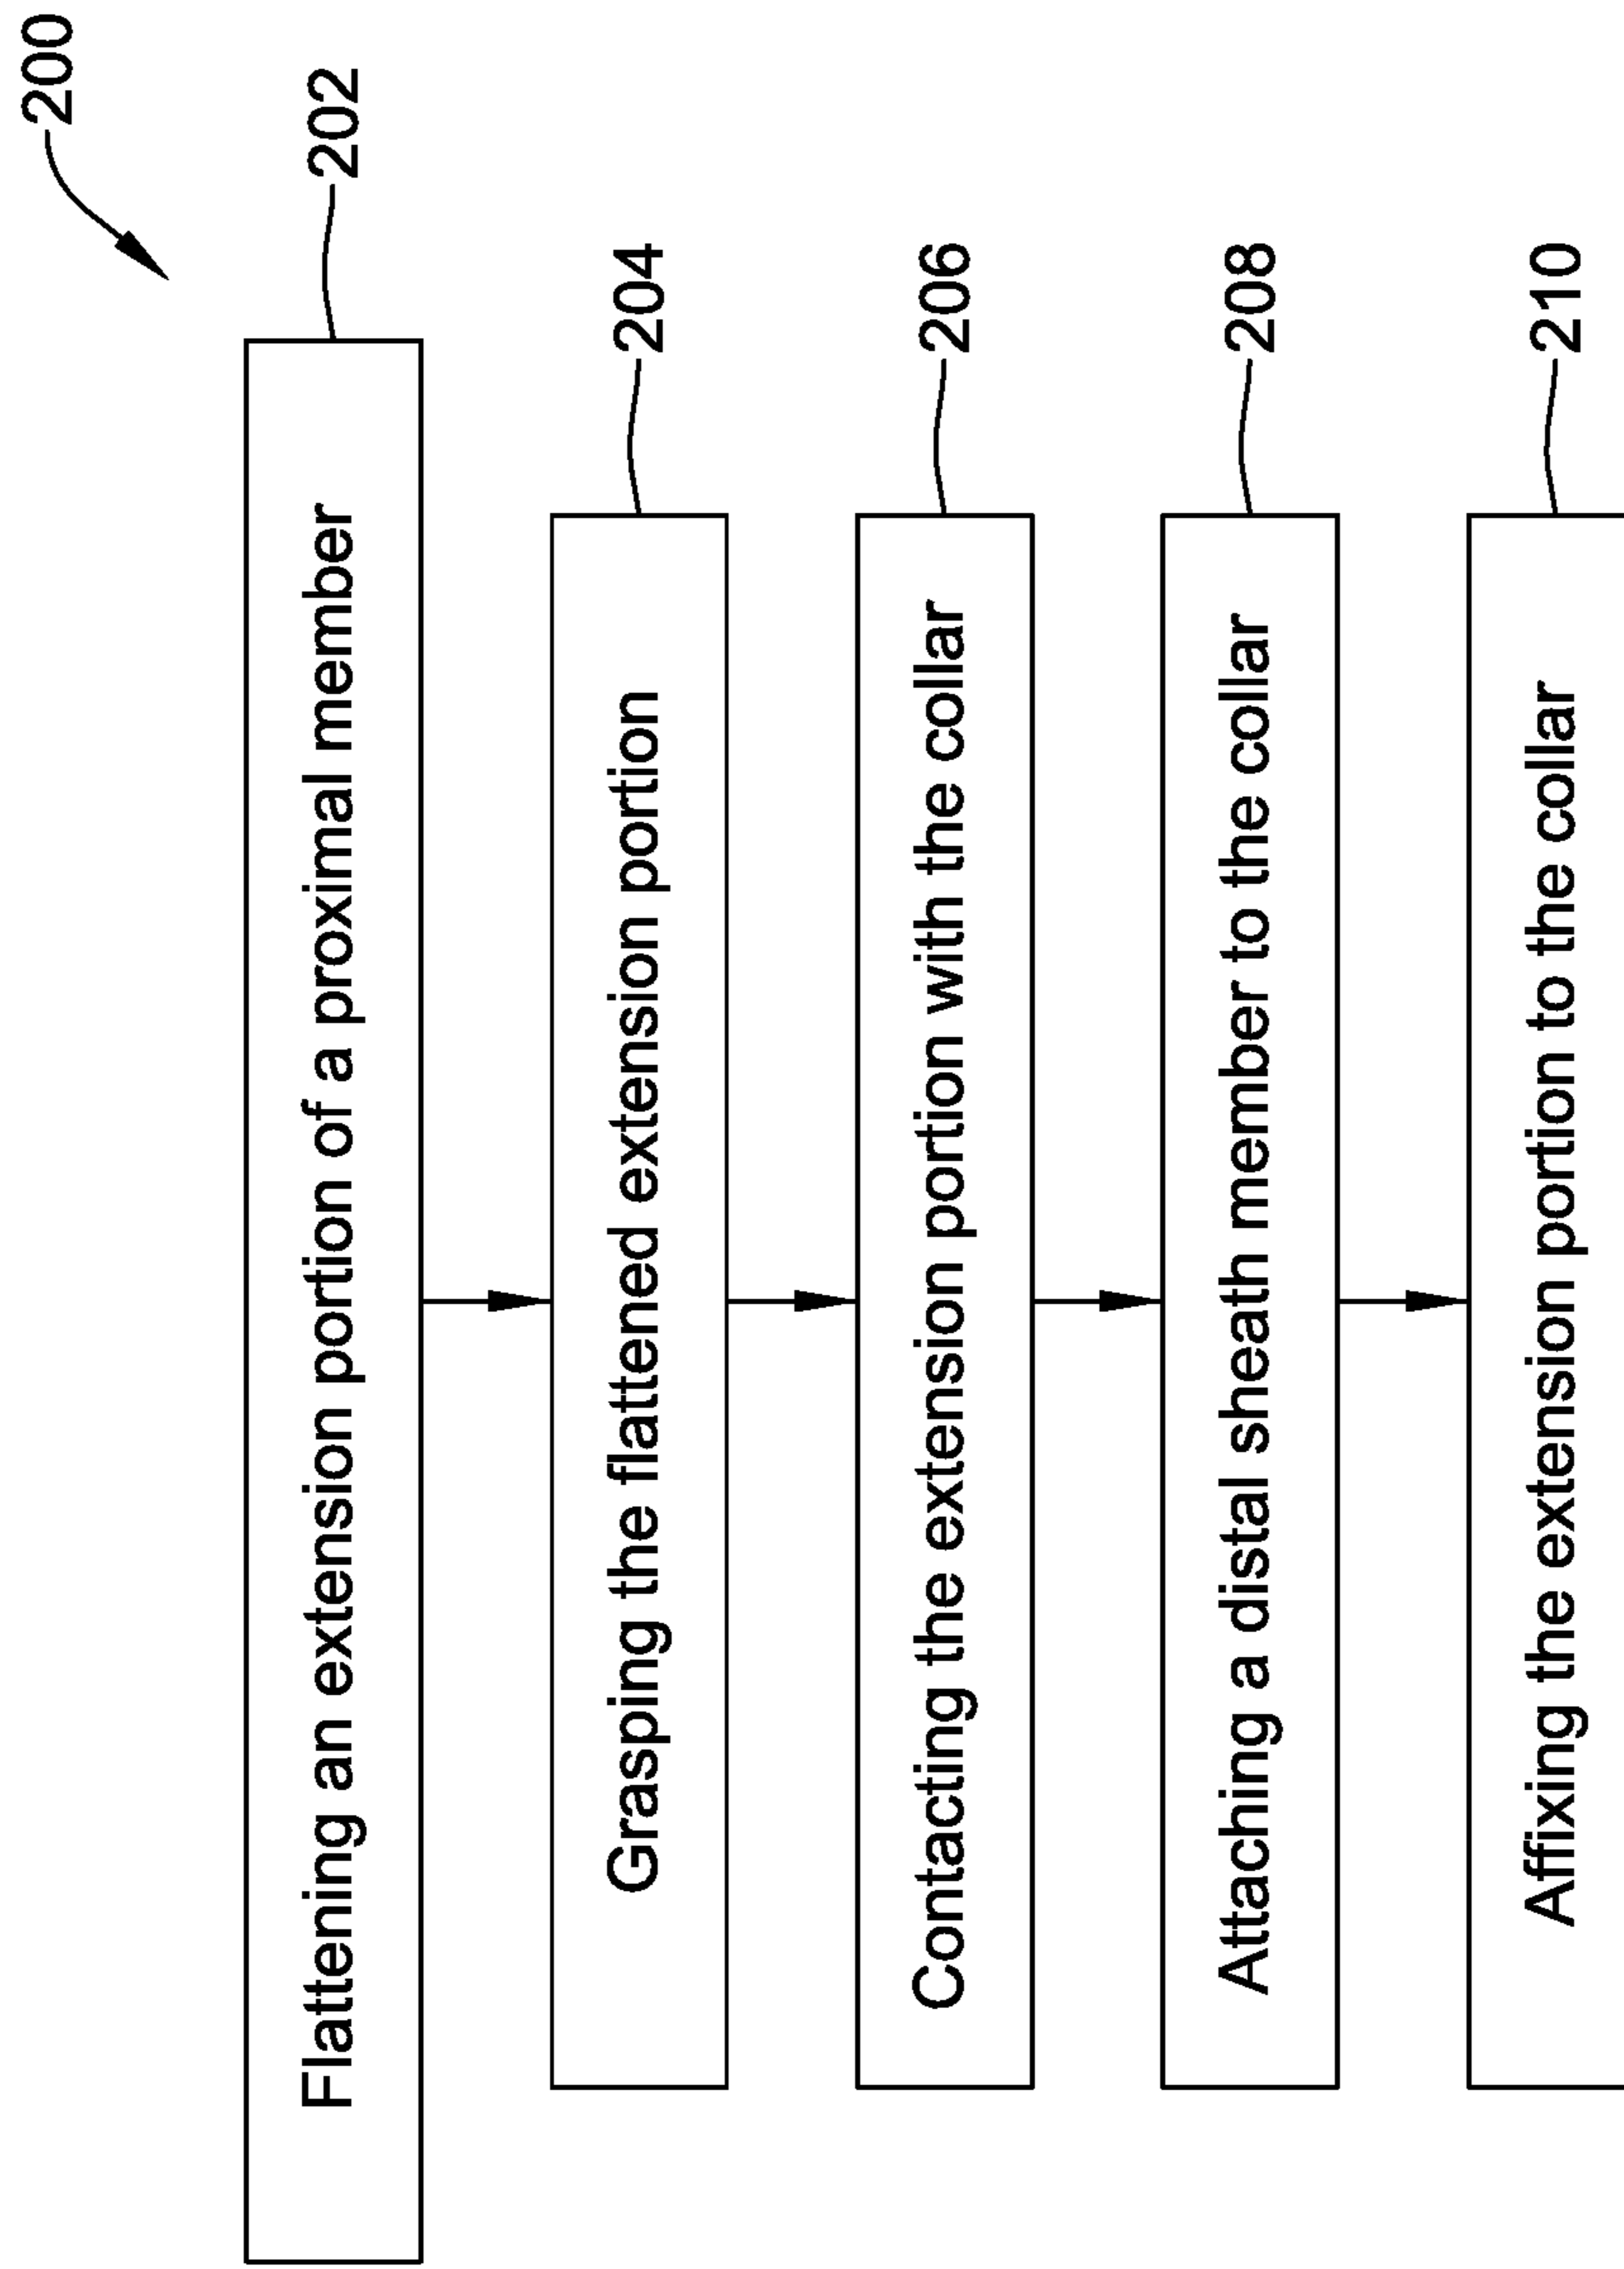 200
Flattening an extension portion of a proximal member
202
Grasping the flattened extension portion
204
Contacting the extension portion with the collar
206
Attaching a distal sheath member to the collar
208
Affixing the extension portion to the collar
210